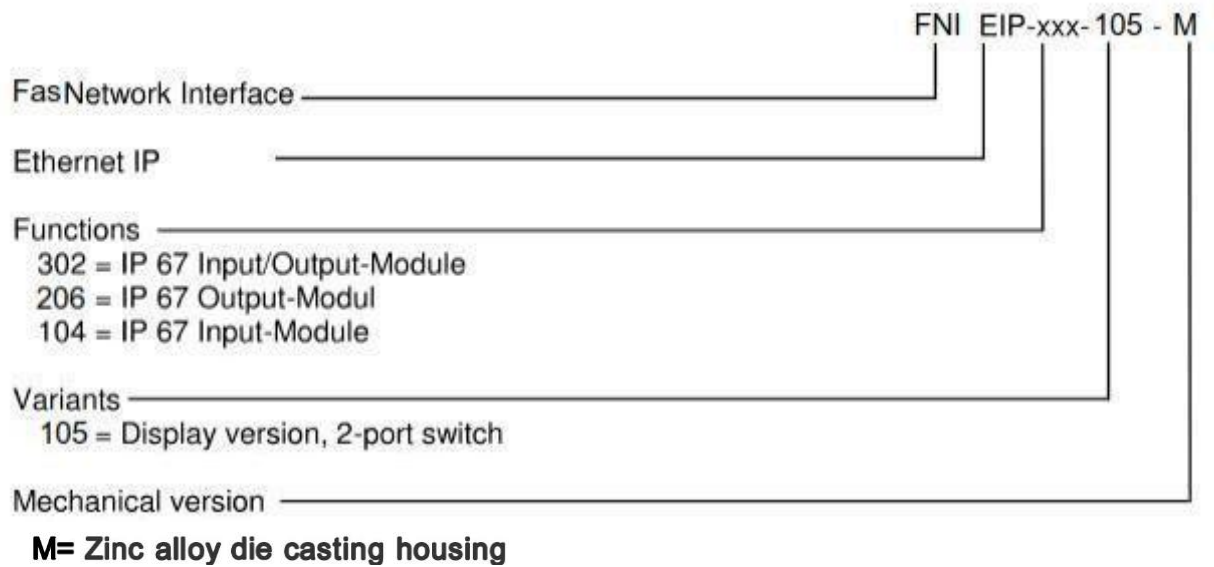 FNI EIP-xxx-105 - M
FasNetwork Interface
Ethernet IP
Functions
302 = IP 67 Input/Output-Module
206 = IP 67 Output-Modul
104 = IP 67 Input-Module
Variants
105 = Display version, 2-port switch
Mechanical version
M= Zinc alloy die casting housing